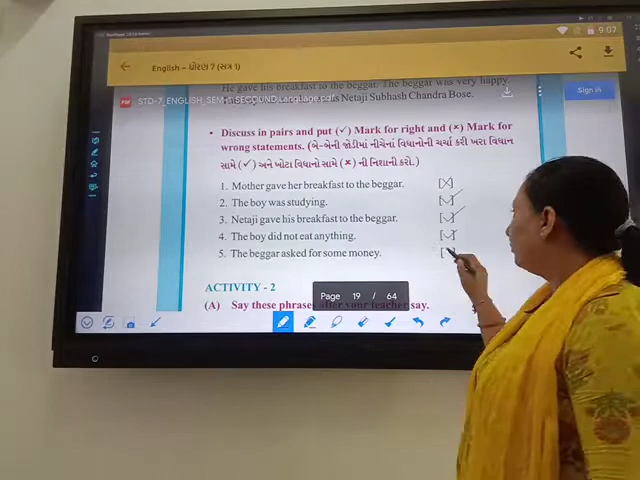 9:07
English – ધોરણ 7 (સત્ર ૧)
He gave his breakfast to the beggar. The beggar was very happy.
STD-7_ENGLISH_SEM-1_SECOUND_Language.pdf
is Netaji Subhash Chandra Bose.
Sign in
• Discuss in pairs and put (✓) Mark for right and (×) Mark for
wrong statements. (બે-બેની જોડીમાં નીચેનાં વિધાનોની ચર્ચા કરી ખરા વિધાન
સામે (✓) અને ખોટા વિધાનો સામે (×) ની નિશાની કરો.)
1. Mother gave her breakfast to the beggar. [×]
2. The boy was studying. [✓]
3. Netaji gave his breakfast to the beggar. [✓]
4. The boy did not eat anything. [✓]
5. The beggar asked for some money. [
ACTIVITY - 2
Page 19 64
(A) Say these phrases after your teacher say.